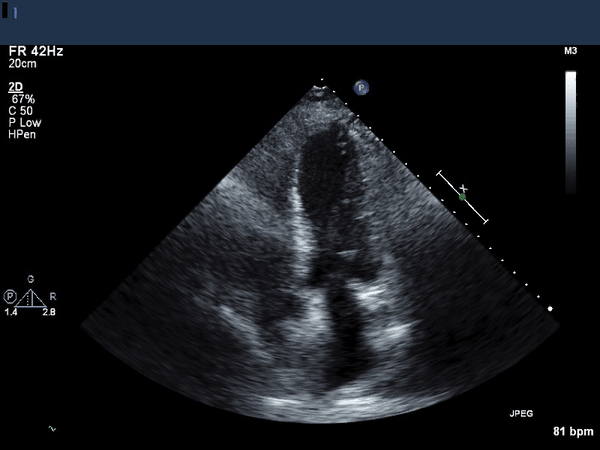 FR 42Hz
20cm
2D
67%
C 50
P Low
HPen
M3
P
G
P R
1.4 2.8
JPEG
81 bpm